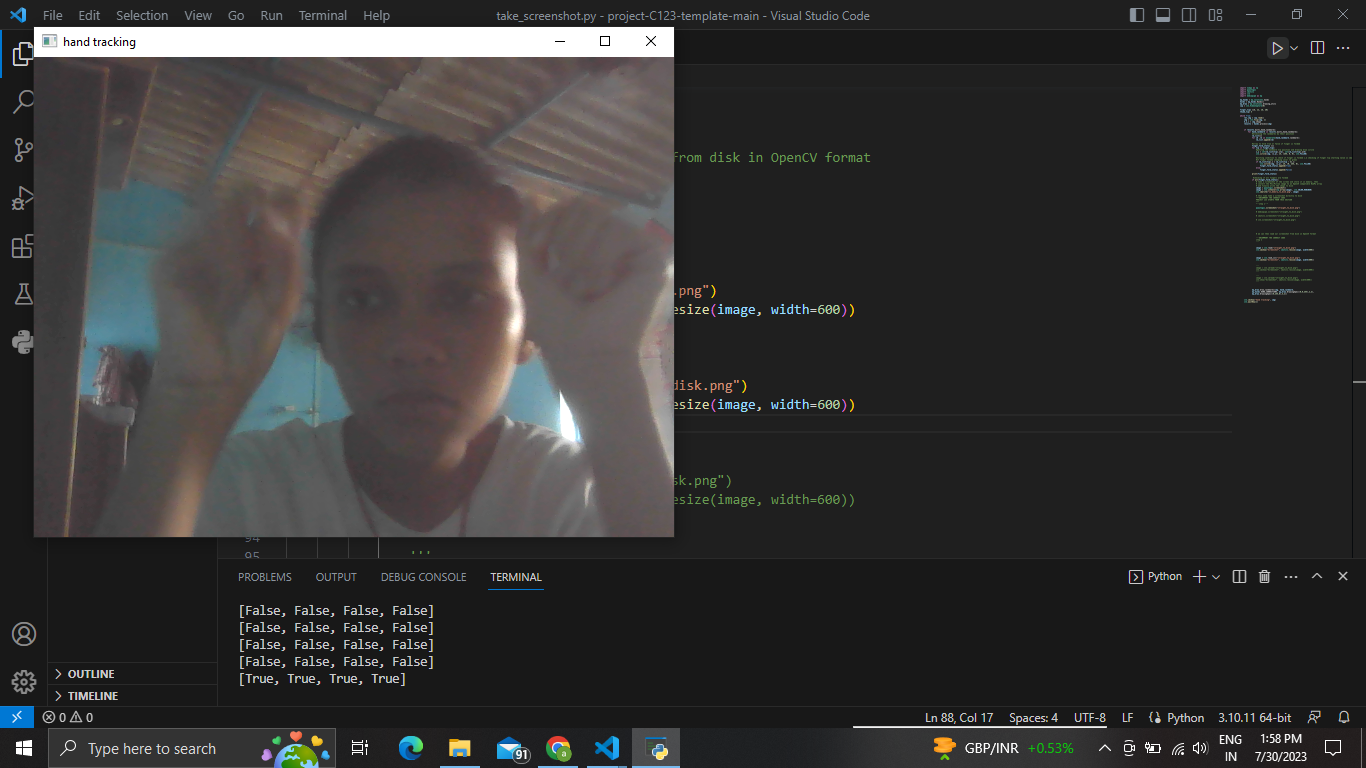 File Edit Selection View Go Run Terminal Help
take_screenshot.py - project-C123-template-main - Visual Studio Code
hand tracking
from disk in OpenCV format
.png")
esize(image, width=600))
disk.png")
esize(image, width=600))
sk.png")
esize(image, width=600))
94
95 '''
PROBLEMS OUTPUT DEBUG CONSOLE TERMINAL
Python
[False, False, False, False]
[False, False, False, False]
[False, False, False, False]
[False, False, False, False]
[True, True, True, True]
OUTLINE
TIMELINE
0 0
Ln 88, Col 17 Spaces: 4 UTF-8 LF Python 3.10.11 64-bit
Type here to search
91
GBP/INR +0.53%
ENG
IN
1:58 PM
7/30/2023